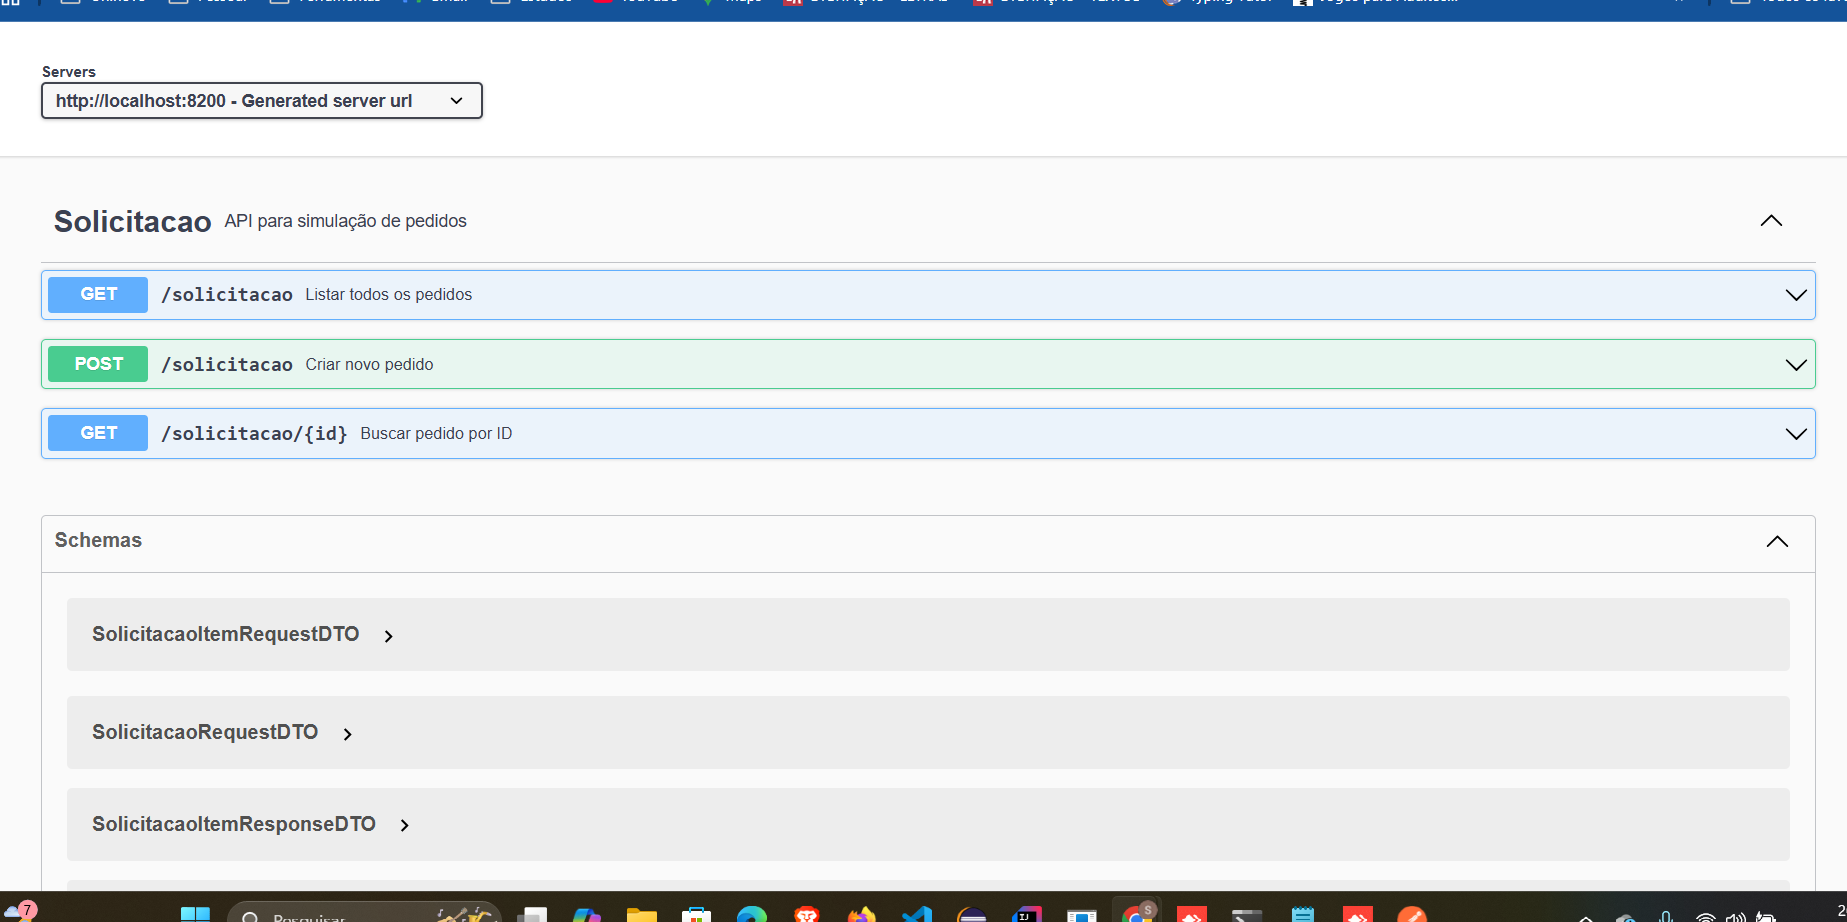 Servers
http://localhost:8200 - Generated server url
Solicitacao API para simulação de pedidos
GET /solicitacao Listar todos os pedidos
POST /solicitacao Criar novo pedido
GET /solicitacao/{id} Buscar pedido por ID
Schemas
SolicitacaoItemRequestDTO
SolicitacaoRequestDTO
SolicitacaoItemResponseDTO
7
Pesquisar
S